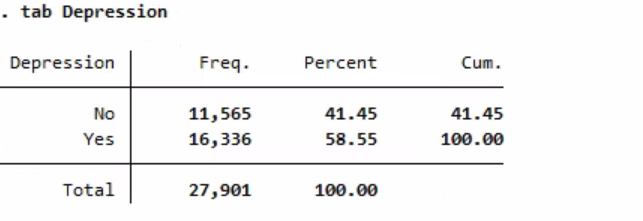 . tab Depression
Depression Freq. Percent Cum.
No 11,565 41.45 41.45
Yes 16,336 58.55 100.00
Total 27,901 100.00